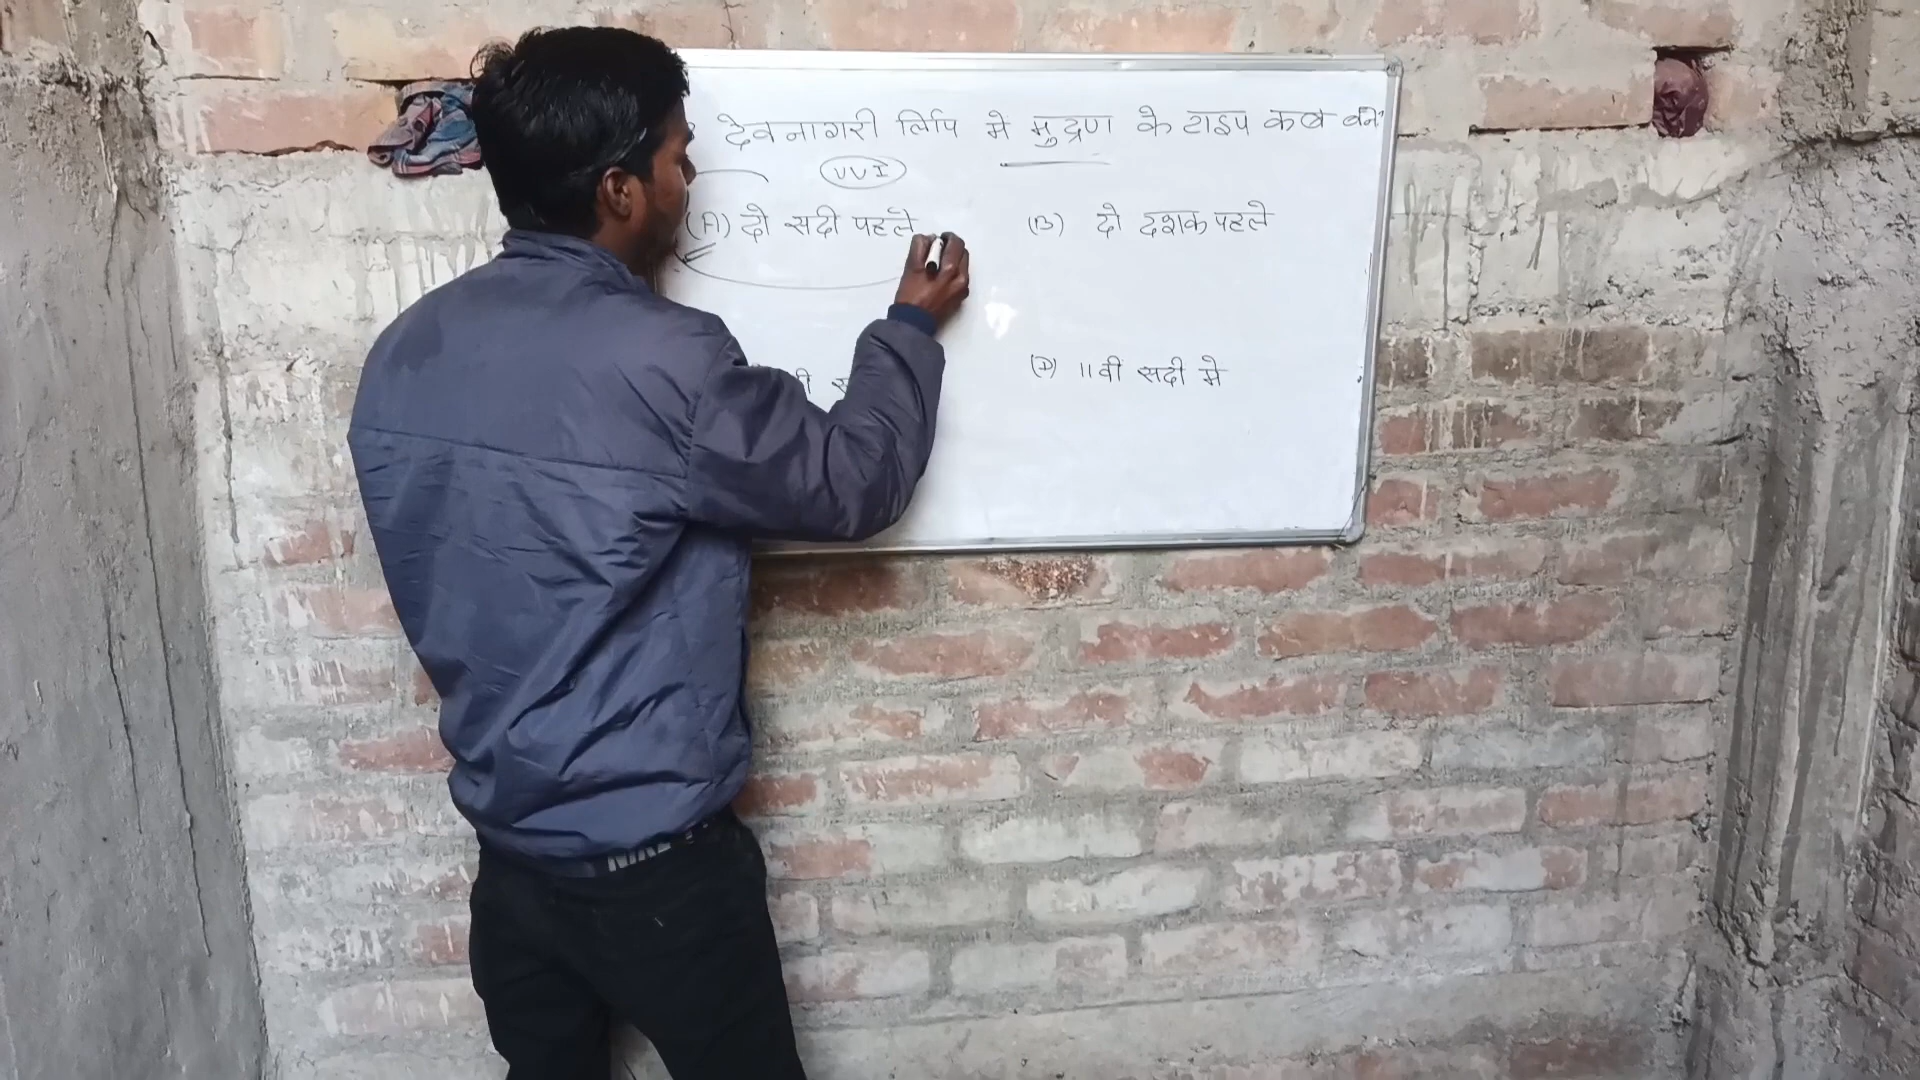 देवनागरी लिपि मे मुद्रण के टाइप कब बने
VVI
(A) दो सदी पहले (B) दो दशक पहले
(D) 11वी सदी मे